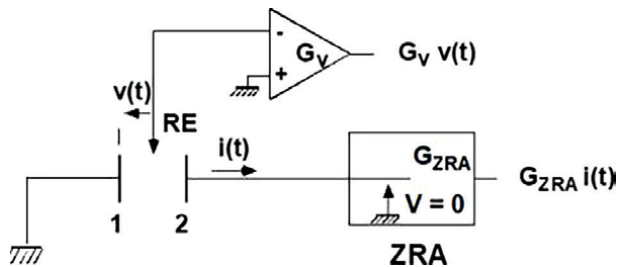 -
G_V
+
G_V v(t)
v(t)
RE
i(t)
G_ZRA
G_ZRA i(t)
V = 0
1
2
ZRA